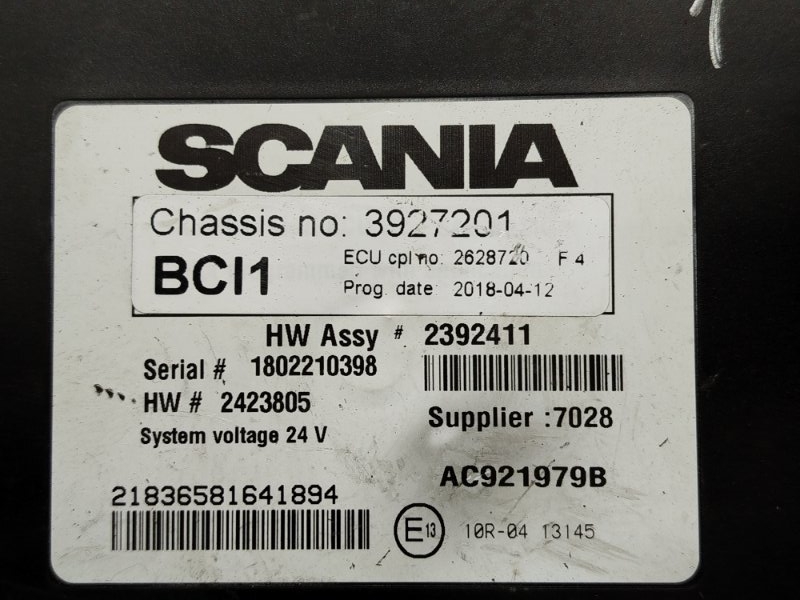 SCANIA
Chassis no: 3927201
BCI1
ECU cpl no: 2628720 F 4
Prog. date: 2018-04-12
HW Assy # 2392411
Serial # 1802210398
HW # 2423805
Supplier :7028
System voltage 24 V
AC921979B
21836581641894
E13 10R-04 13145